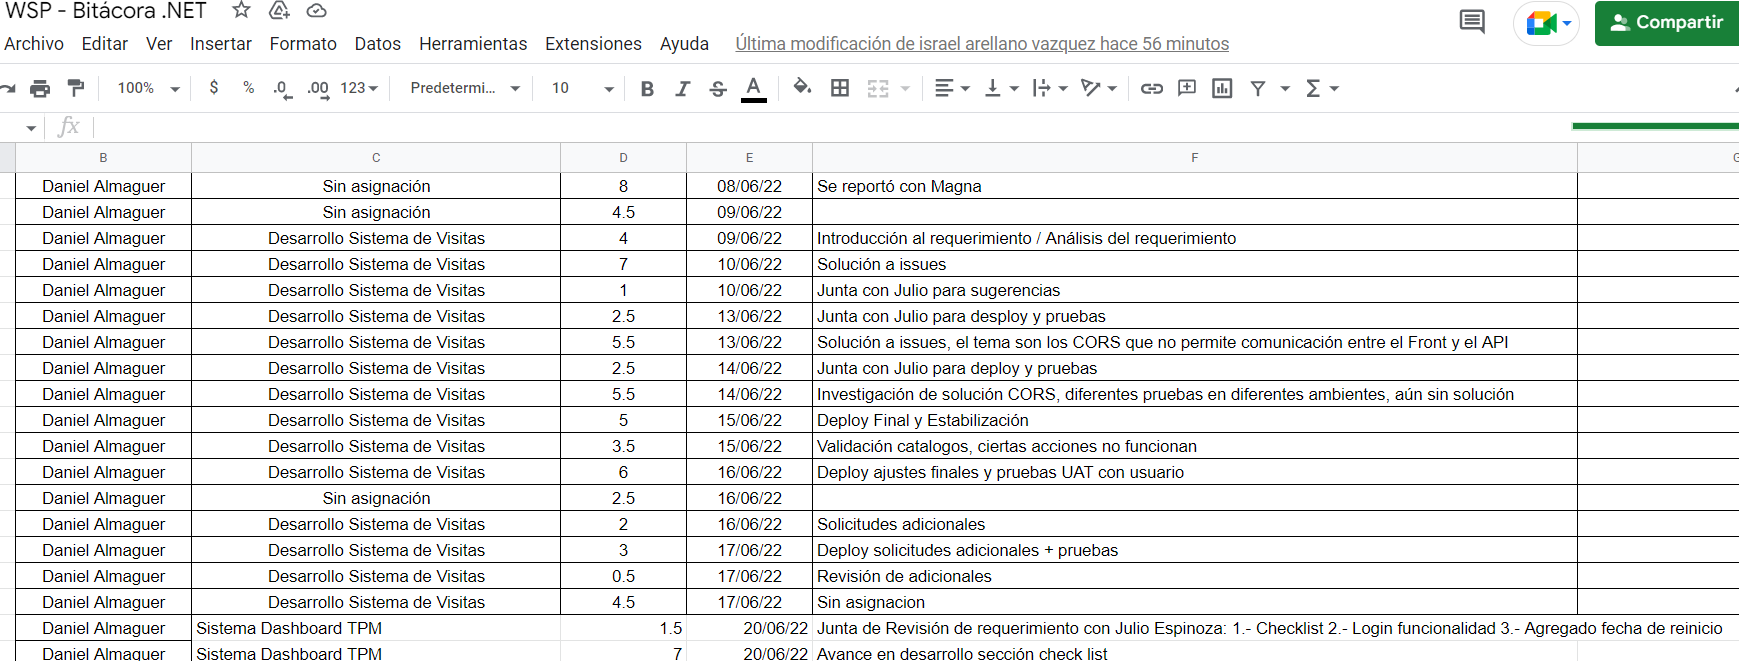 WSP - Bitácora .NET
Archivo Editar Ver Insertar Formato Datos Herramientas Extensiones Ayuda Última modificación de israel arellano vazquez hace 56 minutos
Compartir
100% $ % .0 .00 123 Predetermi... 10 B I S A Σ
fx
B C D E F
Daniel Almaguer Sin asignación 8 08/06/22 Se reportó con Magna
Daniel Almaguer Sin asignación 4.5 09/06/22
Daniel Almaguer Desarrollo Sistema de Visitas 4 09/06/22 Introducción al requerimiento / Análisis del requerimiento
Daniel Almaguer Desarrollo Sistema de Visitas 7 10/06/22 Solución a issues
Daniel Almaguer Desarrollo Sistema de Visitas 1 10/06/22 Junta con Julio para sugerencias
Daniel Almaguer Desarrollo Sistema de Visitas 2.5 13/06/22 Junta con Julio para desploy y pruebas
Daniel Almaguer Desarrollo Sistema de Visitas 5.5 13/06/22 Solución a issues, el tema son los CORS que no permite comunicación entre el Front y el API
Daniel Almaguer Desarrollo Sistema de Visitas 2.5 14/06/22 Junta con Julio para deploy y pruebas
Daniel Almaguer Desarrollo Sistema de Visitas 5.5 14/06/22 Investigación de solución CORS, diferentes pruebas en diferentes ambientes, aún sin solución
Daniel Almaguer Desarrollo Sistema de Visitas 5 15/06/22 Deploy Final y Estabilización
Daniel Almaguer Desarrollo Sistema de Visitas 3.5 15/06/22 Validación catalogos, ciertas acciones no funcionan
Daniel Almaguer Desarrollo Sistema de Visitas 6 16/06/22 Deploy ajustes finales y pruebas UAT con usuario
Daniel Almaguer Sin asignación 2.5 16/06/22
Daniel Almaguer Desarrollo Sistema de Visitas 2 16/06/22 Solicitudes adicionales
Daniel Almaguer Desarrollo Sistema de Visitas 3 17/06/22 Deploy solicitudes adicionales + pruebas
Daniel Almaguer Desarrollo Sistema de Visitas 0.5 17/06/22 Revisión de adicionales
Daniel Almaguer Desarrollo Sistema de Visitas 4.5 17/06/22 Sin asignacion
Daniel Almaguer Sistema Dashboard TPM 1.5 20/06/22 Junta de Revisión de requerimiento con Julio Espinoza: 1.- Checklist 2.- Login funcionalidad 3.- Agregado fecha de reinicio
Daniel Almaguer Sistema Dashboard TPM 7 20/06/22 Avance en desarrollo sección check list